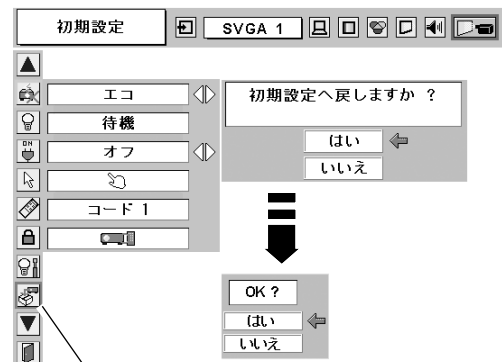 初期設定
SVGA 1
エコ
待機
ON
オフ
コード 1
初期設定へ戻しますか ?
はい
いいえ
OK ?
はい
いいえ